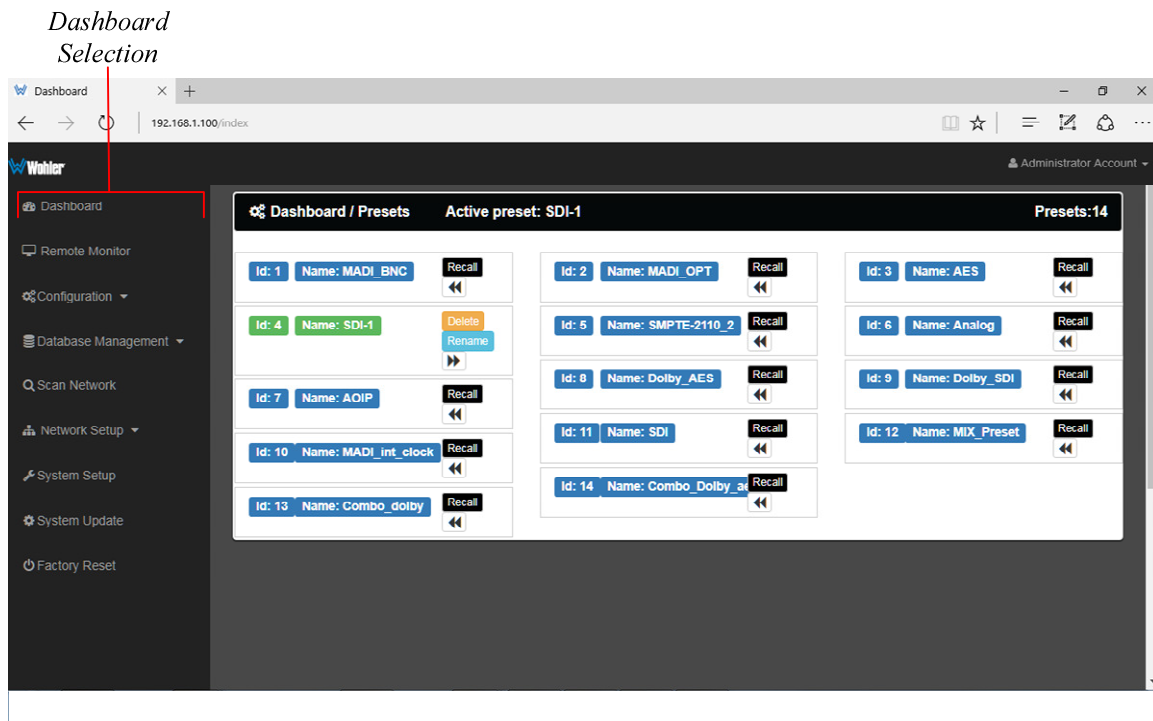 Dashboard
Selection
Dashboard
192.168.1.100/index
Wohler
Administrator Account
Dashboard
Remote Monitor
Configuration
Database Management
Scan Network
Network Setup
System Setup
System Update
Factory Reset
Dashboard / Presets Active preset: SDI-1 Presets:14
Id: 1 Name: MADI_BNC Recall
Id: 2 Name: MADI_OPT Recall
Id: 3 Name: AES Recall
Id: 4 Name: SDI-1 Delete
Rename
Id: 5 Name: SMPTE-2110_2 Recall
Id: 6 Name: Analog Recall
Id: 7 Name: AOIP Recall
Id: 8 Name: Dolby_AES Recall
Id: 9 Name: Dolby_SDI Recall
Id: 10 Name: MADI_int_clock Recall
Id: 11 Name: SDI Recall
Id: 12 Name: MIX_Preset Recall
Id: 13 Name: Combo_dolby Recall
Id: 14 Name: Combo_Dolby_ae Recall